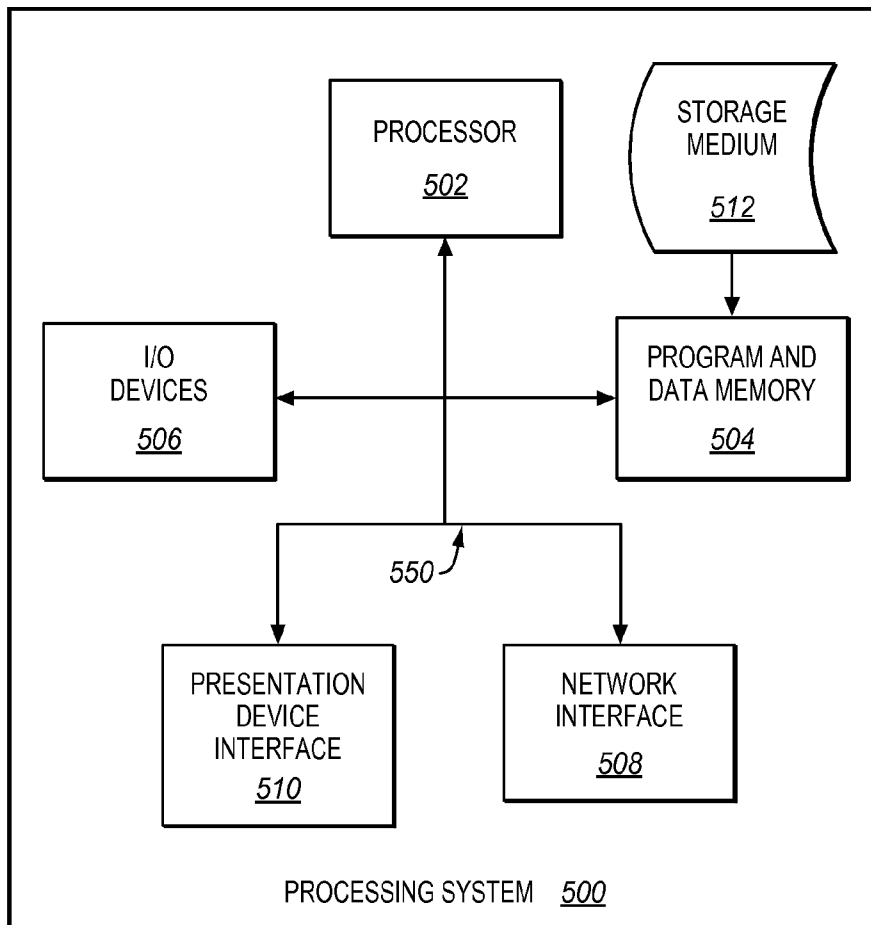 PROCESSOR
502
STORAGE
MEDIUM
512
I/O
DEVICES
506
PROGRAM AND
DATA MEMORY
504
550
PRESENTATION
DEVICE
INTERFACE
510
NETWORK
INTERFACE
508
PROCESSING SYSTEM 500